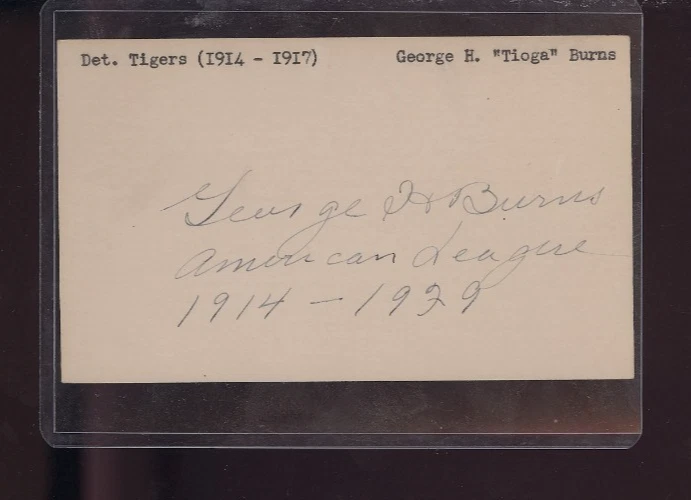 Det. Tigers (1914 - 1917) George H. "Tioga" Burns
George H Burns
American League
1914 - 1929